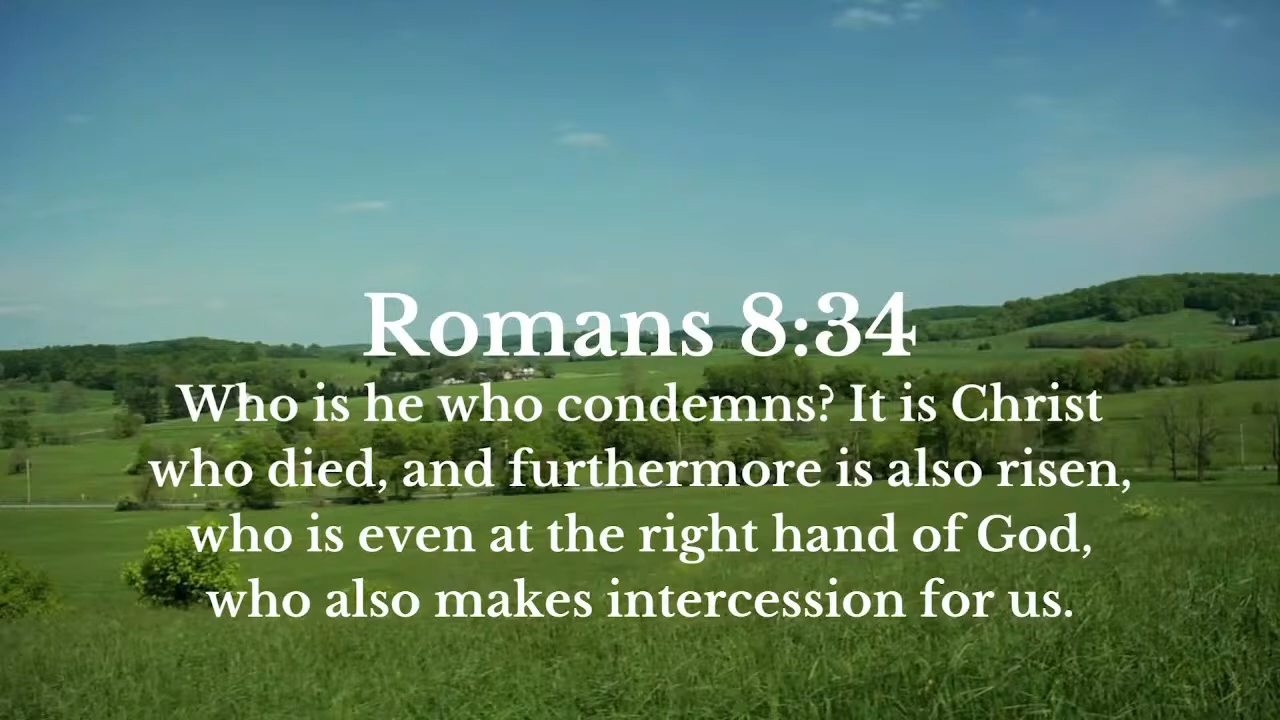 Romans 8:34
Who is he who condemns? It is Christ
who died, and furthermore is also risen,
who is even at the right hand of God,
who also makes intercession for us.